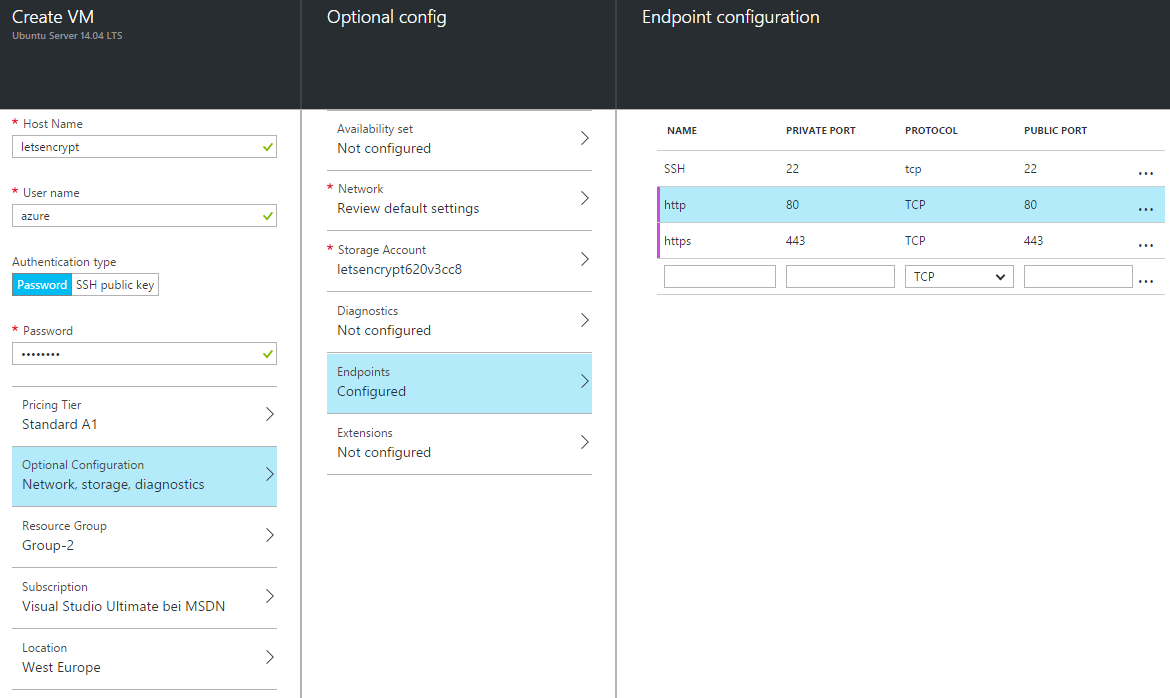 Create VM
Ubuntu Server 14.04 LTS
* Host Name
letsencrypt
* User name
azure
Authentication type
Password SSH public key
* Password
••••••••
Pricing Tier
Standard A1
Optional Configuration
Network, storage, diagnostics
Resource Group
Group-2
Subscription
Visual Studio Ultimate bei MSDN
Location
West Europe
Optional config
Availability set
Not configured
* Network
Review default settings
* Storage Account
letsencrypt620v3cc8
Diagnostics
Not configured
Endpoints
Configured
Extensions
Not configured
Endpoint configuration
NAME PRIVATE PORT PROTOCOL PUBLIC PORT
SSH 22 tcp 22 ...
http 80 TCP 80 ...
https 443 TCP 443 ...
TCP ...